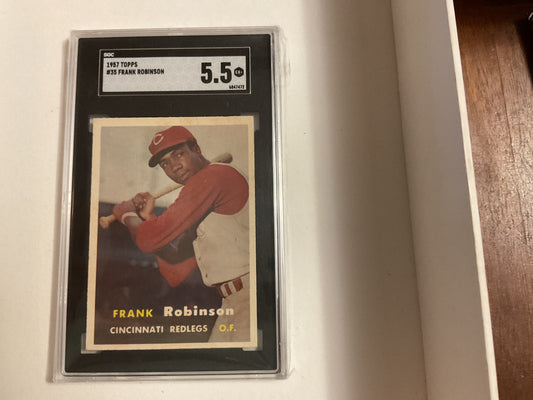 SGC
1957 TOPPS
#35 FRANK ROBINSON
5.5
FRANK Robinson
CINCINNATI REDLEGS O.F.